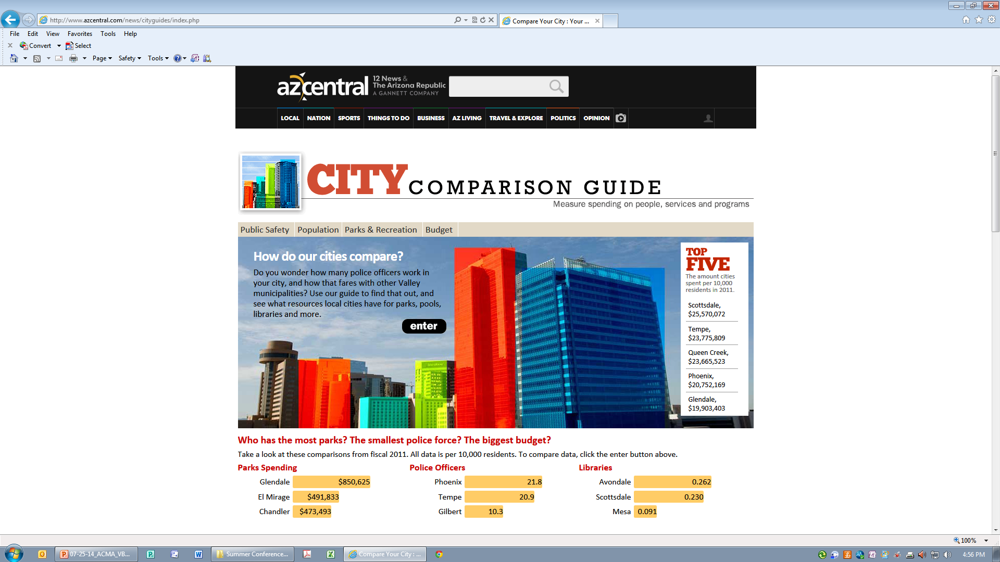 http://www.azcentral.com/news/cityguides/index.php
Compare Your City : Your ...
File Edit View Favorites Tools Help
Convert Select
Page Safety Tools
azcentral
12 News &
The Arizona Republic
A GANNETT COMPANY
LOCAL NATION SPORTS THINGS TO DO BUSINESS AZ LIVING TRAVEL & EXPLORE POLITICS OPINION
CITY COMPARISON GUIDE
Measure spending on people, services and programs
Public Safety Population Parks & Recreation Budget
How do our cities compare?
Do you wonder how many police officers work in
your city, and how that fares with other Valley
municipalities? Use our guide to find that out, and
see what resources local cities have for parks, pools,
libraries and more.
enter
TOP
FIVE
The amount cities
spent per 10,000
residents in 2011.
Scottsdale,
$25,570,072
Tempe,
$23,775,809
Queen Creek,
$23,665,523
Phoenix,
$20,752,169
Glendale,
$19,903,403
Who has the most parks? The smallest police force? The biggest budget?
Take a look at these comparisons from fiscal 2011. All data is per 10,000 residents. To compare data, click the enter button above.
Parks Spending
Glendale $850,625
El Mirage $491,833
Chandler $473,493
Police Officers
Phoenix 21.8
Tempe 20.9
Gilbert 10.3
Libraries
Avondale 0.262
Scottsdale 0.230
Mesa 0.091
100%
07-25-14_ACMA_VB...
Summer Conference...
Compare Your City : ...
4:56 PM